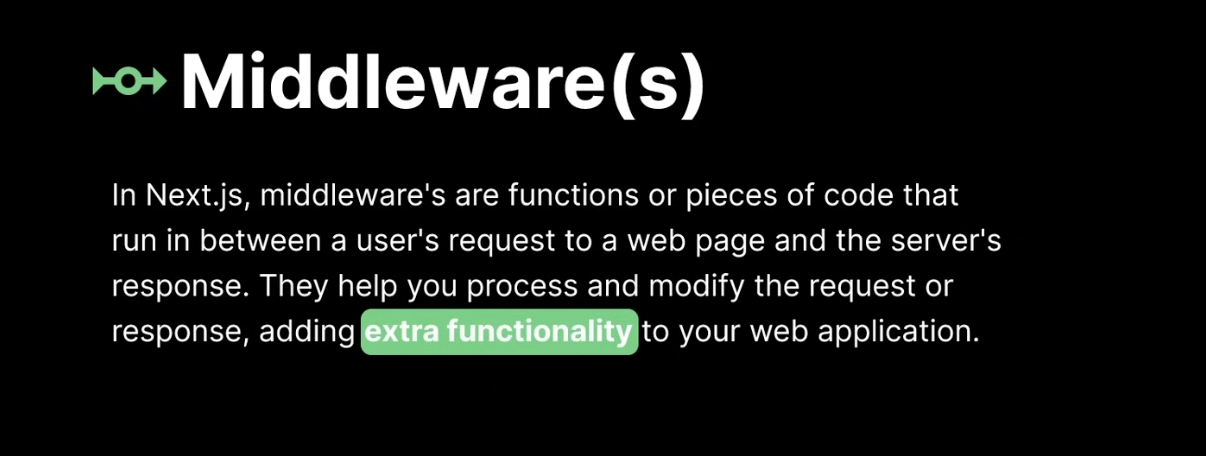 Middleware(s)
In Next.js, middleware's are functions or pieces of code that
run in between a user's request to a web page and the server's
response. They help you process and modify the request or
response, adding extra functionality to your web application.